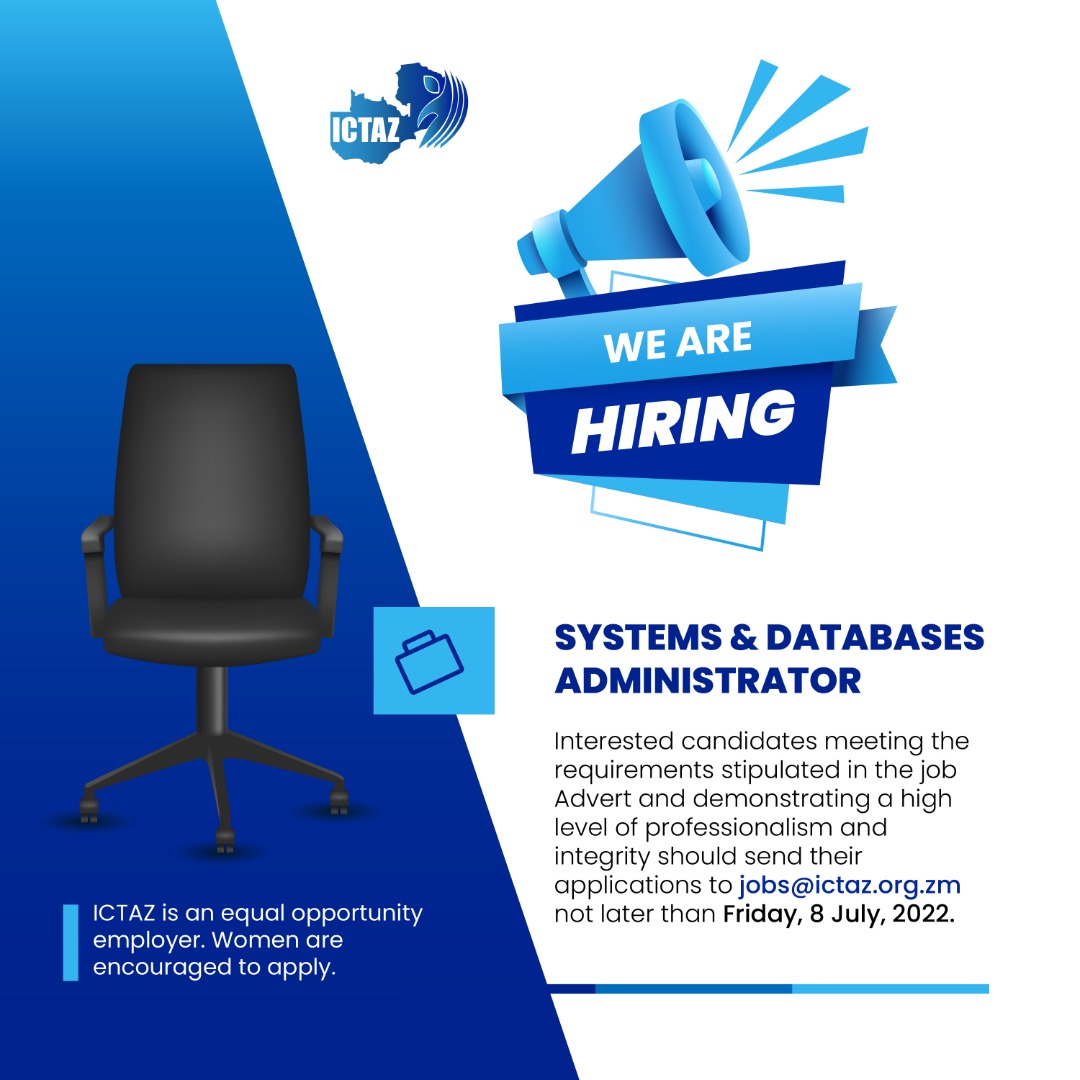 ICTAZ
WE ARE
HIRING
SYSTEMS & DATABASES
ADMINISTRATOR
Interested candidates meeting the
requirements stipulated in the job
Advert and demonstrating a high
level of professionalism and
integrity should send their
applications to jobs@ictaz.org.zm
not later than Friday, 8 July, 2022.
ICTAZ is an equal opportunity
employer. Women are
encouraged to apply.